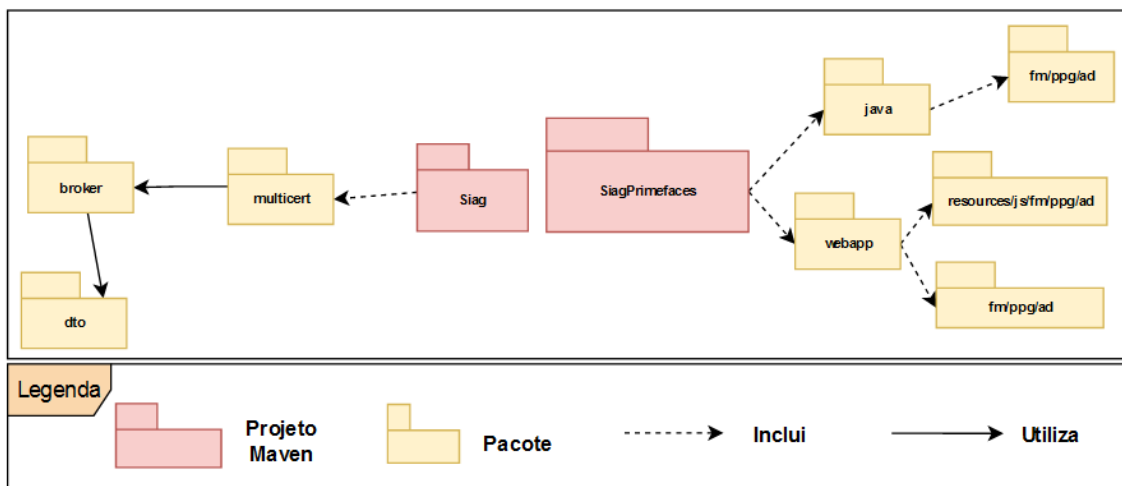 fm/ppg/ad
java
broker
multicert
Siag
SiagPrimefaces
resources/js/fm/ppg/ad
webapp
dto
fm/ppg/ad
Legenda
Projeto
Maven
Pacote
Inclui
Utiliza